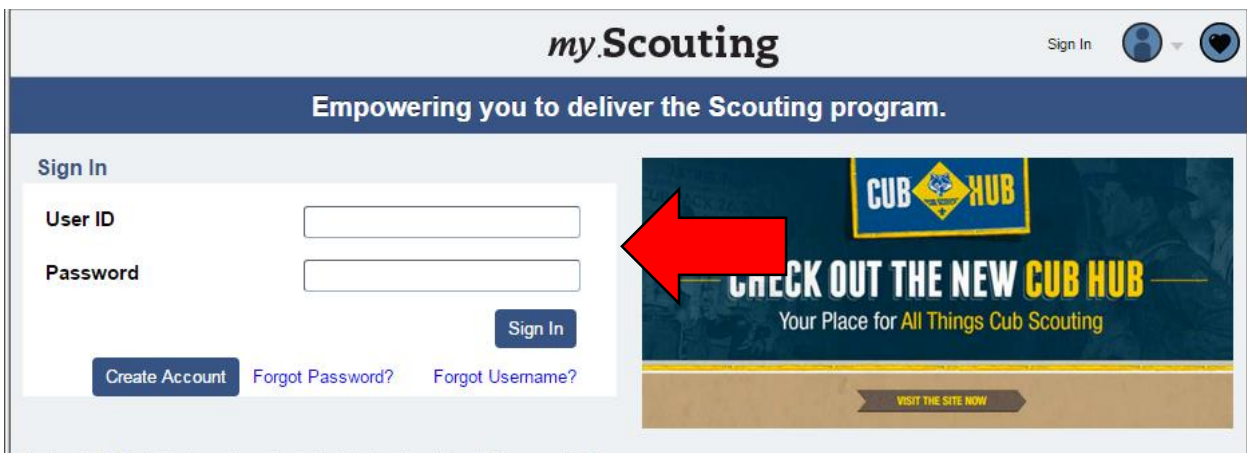 my.Scouting
Sign In
Empowering you to deliver the Scouting program.
Sign In
User ID
Password
Sign In
Create Account Forgot Password? Forgot Username?
CUB HUB
CHECK OUT THE NEW CUB HUB
Your Place for All Things Cub Scouting
VISIT THE SITE NOW